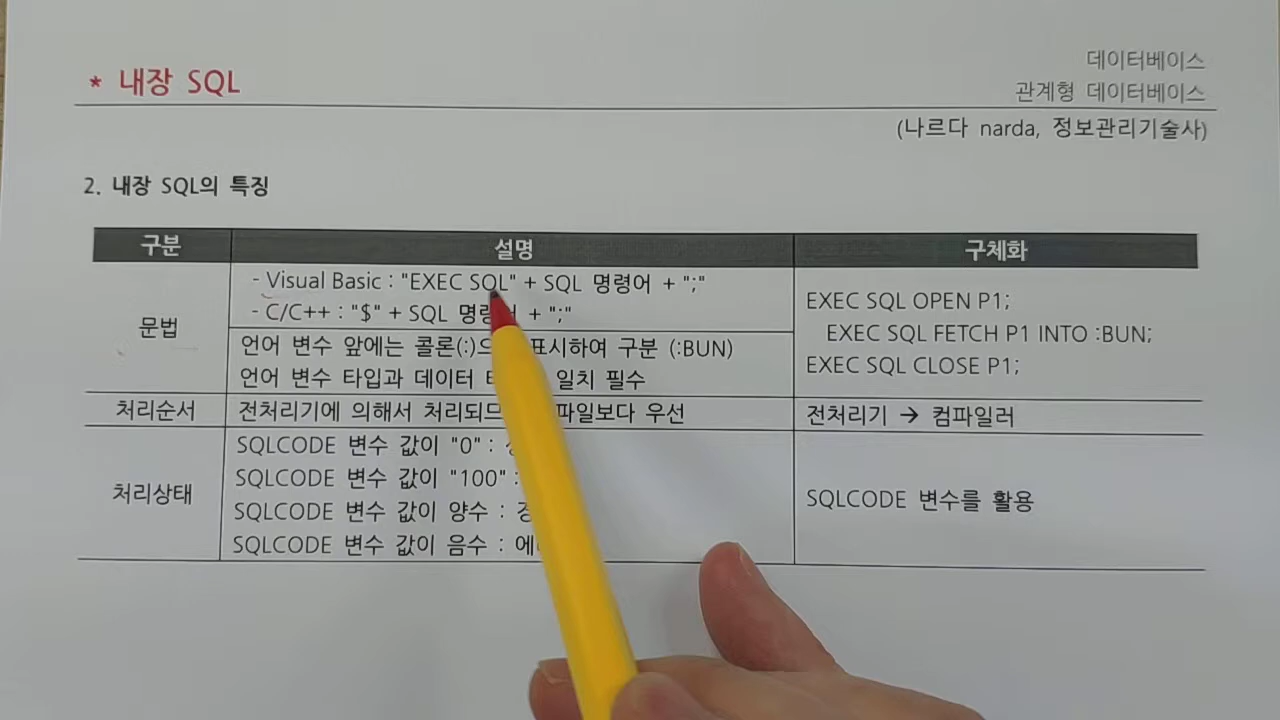 * 내장 SQL
데이터베이스
관계형 데이터베이스
(나르다 narda, 정보관리기술사)
2. 내장 SQL의 특징
구분 설명 구체화
문법
- Visual Basic : "EXEC SQL" + SQL 명령어 + ";"
- C/C++ : "$" + SQL 명령어 + ";"
언어 변수 앞에는 콜론(:)으 표시하여 구분 (:BUN)
언어 변수 타입과 데이터 일치 필수
EXEC SQL OPEN P1;
EXEC SQL FETCH P1 INTO :BUN;
EXEC SQL CLOSE P1;
처리순서
전처리기에 의해서 처리되므 파일보다 우선
전처리기 → 컴파일러
처리상태
SQLCODE 변수 값이 "0" :
SQLCODE 변수 값이 "100" :
SQLCODE 변수 값이 양수 :
SQLCODE 변수 값이 음수 :
SQLCODE 변수를 활용